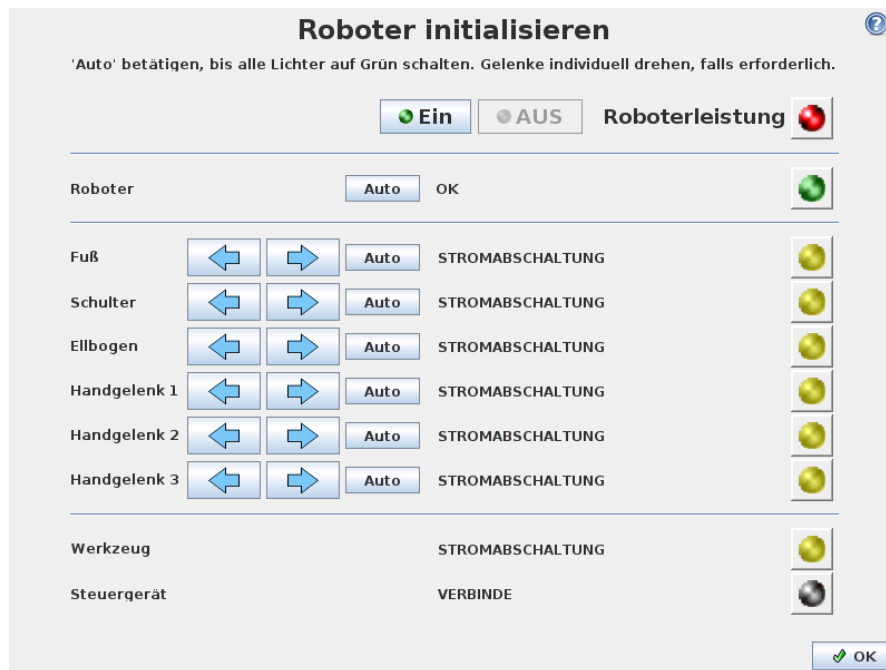 Roboter initialisieren
?
'Auto' betätigen, bis alle Lichter auf Grün schalten. Gelenke individuell drehen, falls erforderlich.
Ein AUS Roboterleistung
Roboter Auto OK
Fuß Auto STROMABSCHALTUNG
Schulter Auto STROMABSCHALTUNG
Ellbogen Auto STROMABSCHALTUNG
Handgelenk 1 Auto STROMABSCHALTUNG
Handgelenk 2 Auto STROMABSCHALTUNG
Handgelenk 3 Auto STROMABSCHALTUNG
Werkzeug STROMABSCHALTUNG
Steuergerät VERBINDE
OK